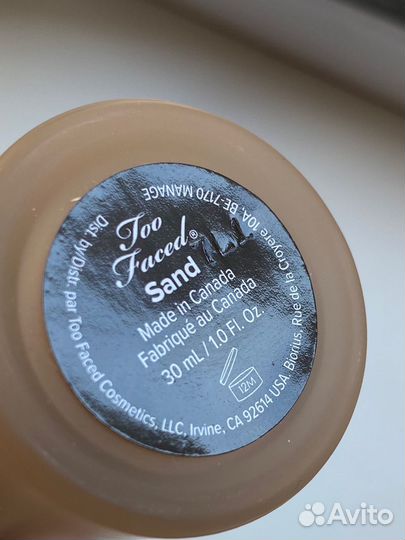 Too
Faced®
Sand
Made in Canada
Fabriqué au Canada
30 mL / 1.0 Fl. Oz.
12M
Dist. by/Distr. par Too Faced Cosmetics, LLC, Irvine, CA 92614 USA. Biorius, Rue de la Croyère 10A, BE-7170 MANAGE
Avito